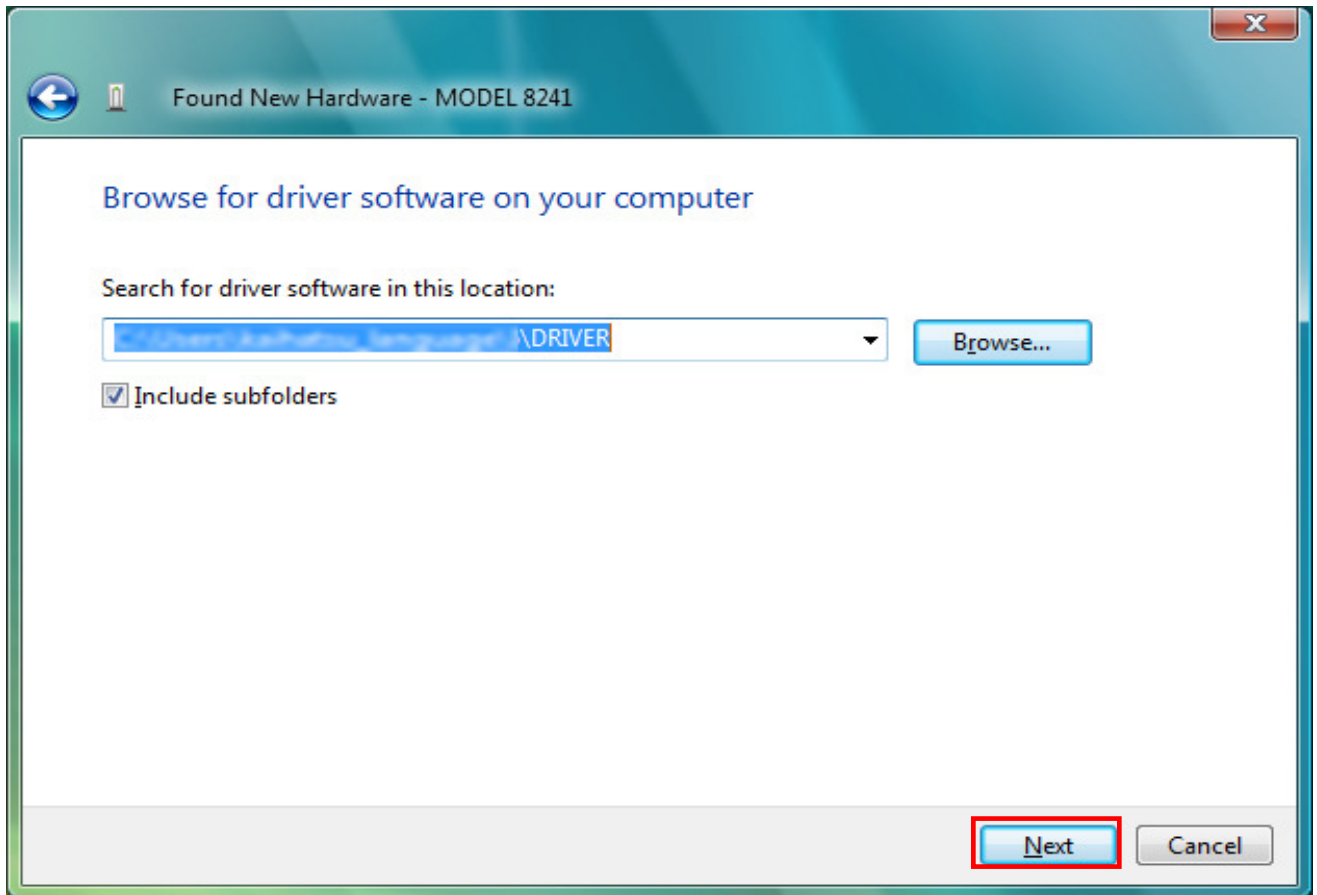 Found New Hardware - MODEL 8241
Browse for driver software on your computer
Search for driver software in this location:
\DRIVER
Browse...
Include subfolders
Next
Cancel